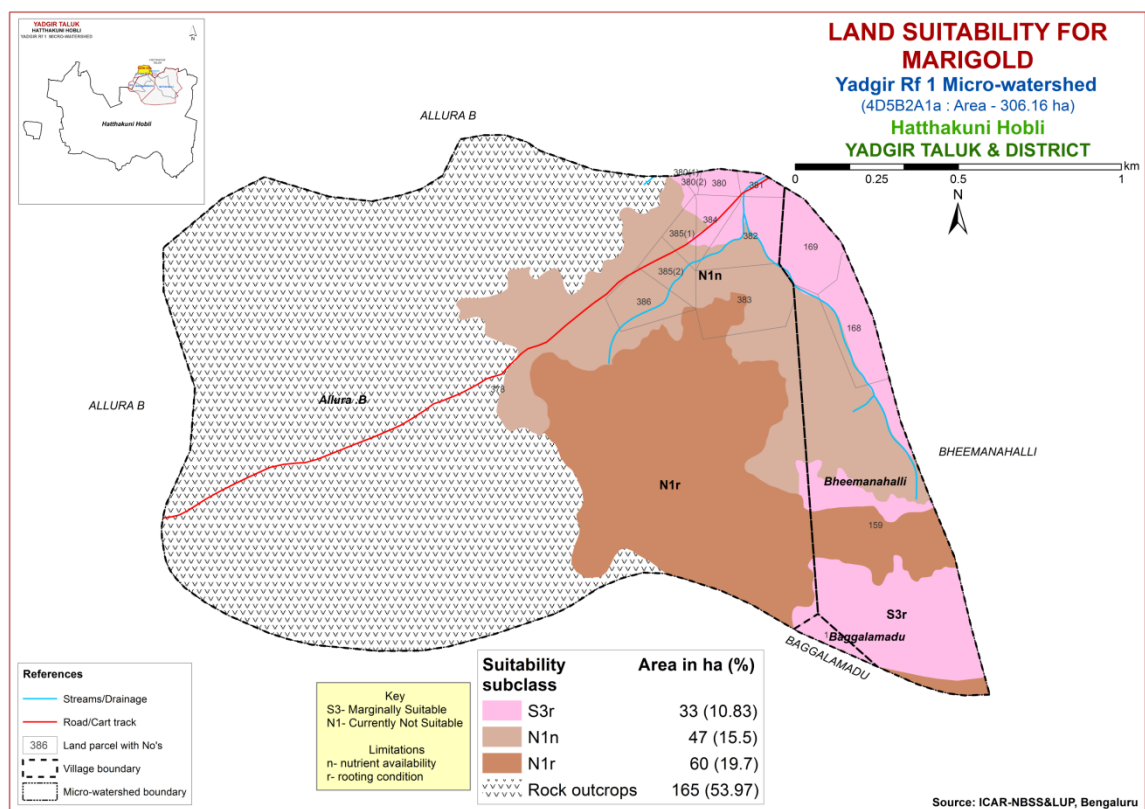 YADGIR TALUK
HATTHAKUNI HOBLI
YADGIR Rf 1 MICRO-WATERSHED
N
Hatthakuni Hobli
LAND SUITABILITY FOR
MARIGOLD
Yadgir Rf 1 Micro-watershed
(4D5B2A1a : Area - 306.16 ha)
Hatthakuni Hobli
YADGIR TALUK & DISTRICT
km
0 0.25 0.5 1
N
ALLURA B
380(1)
380(2)
380
381
384
385(1)
382
169
385(2)
N1n
386
383
168
378
Allura .B
ALLURA B
BHEEMANAHALLI
N1r
Bheemanahalli
159
S3r
Baggalamadu
BAGGALAMADU
References
Streams/Drainage
Road/Cart track
386 Land parcel with No's
Village boundary
Micro-watershed boundary
Key
S3- Marginally Suitable
N1- Currently Not Suitable
Limitations
n- nutrient availability
r- rooting condition
Suitability subclass Area in ha (%)
S3r 33 (10.83)
N1n 47 (15.5)
N1r 60 (19.7)
Rock outcrops 165 (53.97)
Source: ICAR-NBSS&LUP, Bengaluru